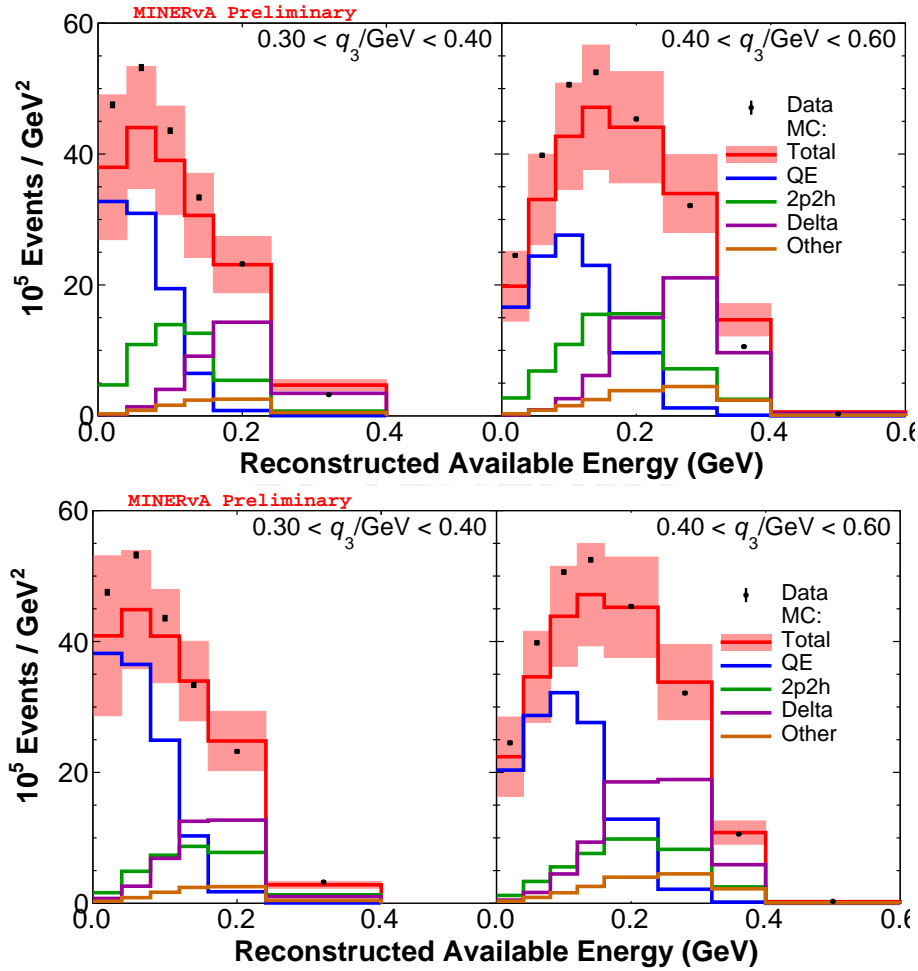 MINERvA Preliminary
0.30 < q3/GeV < 0.40
0.40 < q3/GeV < 0.60
60
40
20
0
10^5 Events / GeV^2
Data
MC:
Total
QE
2p2h
Delta
Other
0.0 0.2 0.4 0.0 0.2 0.4 0.6
Reconstructed Available Energy (GeV)
MINERvA Preliminary
0.30 < q3/GeV < 0.40
0.40 < q3/GeV < 0.60
60
40
20
0
10^5 Events / GeV^2
Data
MC:
Total
QE
2p2h
Delta
Other
0.0 0.2 0.4 0.0 0.2 0.4 0.6
Reconstructed Available Energy (GeV)